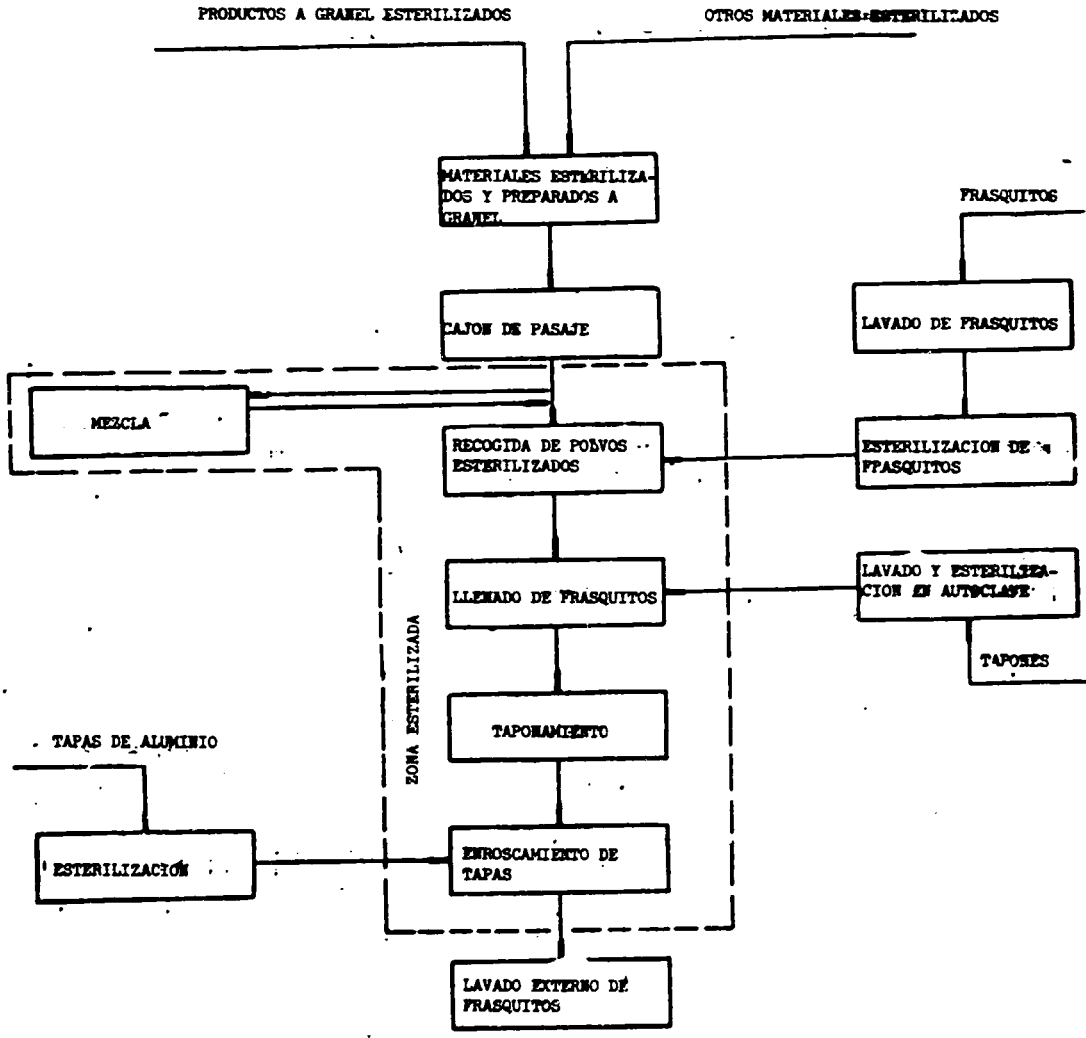 PRODUCTOS A GRANEL ESTERILIZADOS
OTROS MATERIALES ESTERILIZADOS
MATERIALES ESTERILIZA-
DOS Y PREPARADOS A
GRANEL
FRASQUITOS
CAJON DE PASAJE
LAVADO DE FRASQUITOS
MEZCLA
RECOGIDA DE POLVOS
ESTERILIZADOS
ESTERILIZACION DE
FRASQUITOS
LLENADO DE FRASQUITOS
LAVADO Y ESTERILIZA-
CION EN AUTOCLAVE
TAPONES
ZONA ESTERILIZADA
TAPONAMIENTO
TAPAS DE ALUMINIO
ESTERILIZACION
ENROSCAMIENTO DE
TAPAS
LAVADO EXTERNO DE
FRASQUITOS